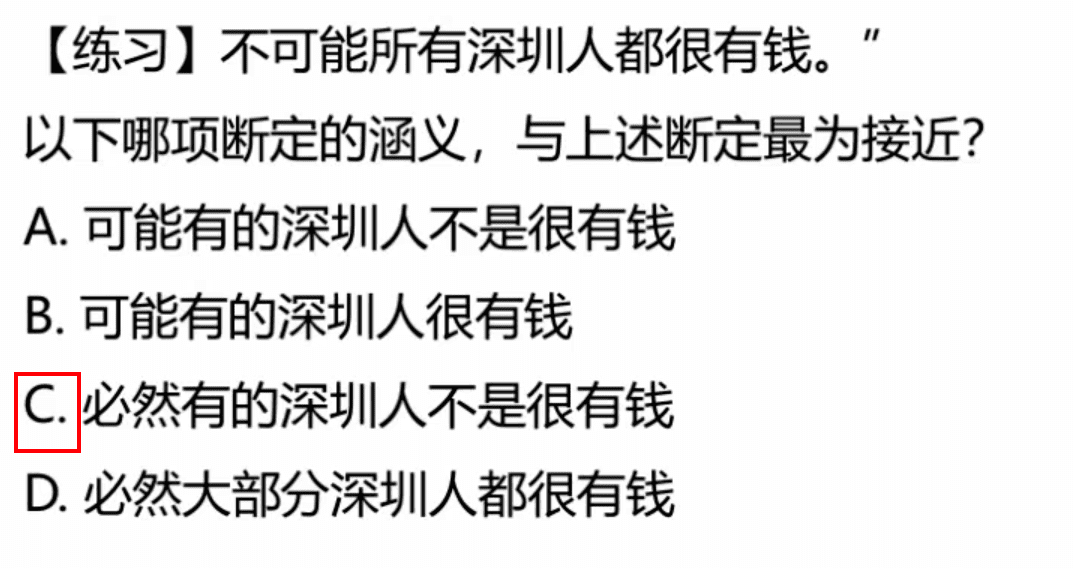 【练习】不可能所有深圳人都很有钱。”
以下哪项断定的涵义，与上述断定最为接近？
A. 可能有的深圳人不是很有钱
B. 可能有的深圳人很有钱
C. 必然有的深圳人不是很有钱
D. 必然大部分深圳人都很有钱